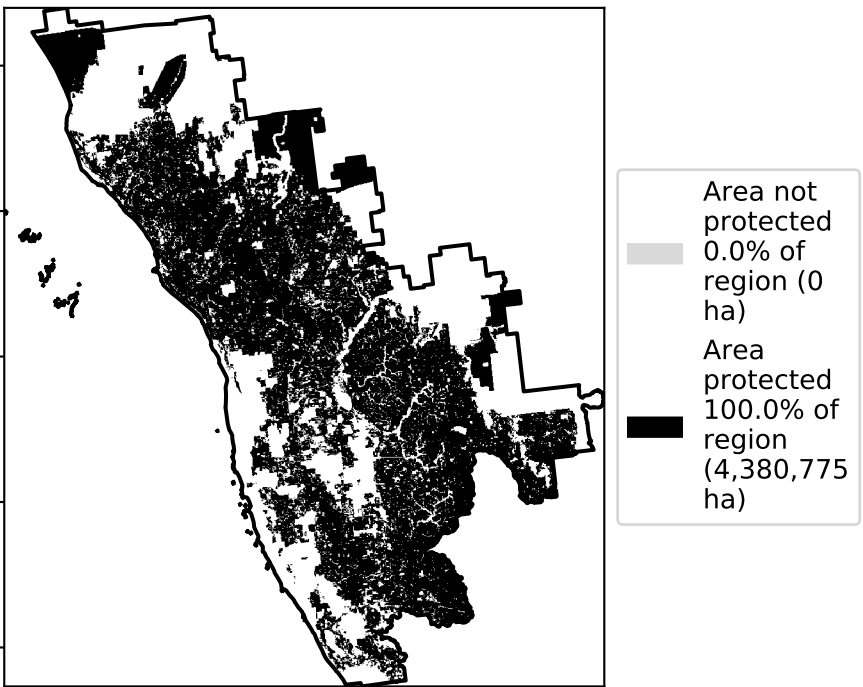 Area not
protected
0.0% of
region (0
ha)
Area
protected
100.0% of
region
(4,380,775
ha)